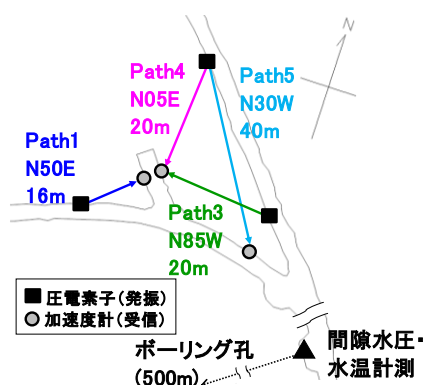 N
Path4
N05E
20m
Path5
N30W
40m
Path1
N50E
16m
Path3
N85W
20m
圧電素子(発振)
加速度計(受信)
ボーリング孔
(500m)
間隙水圧・
水温計測